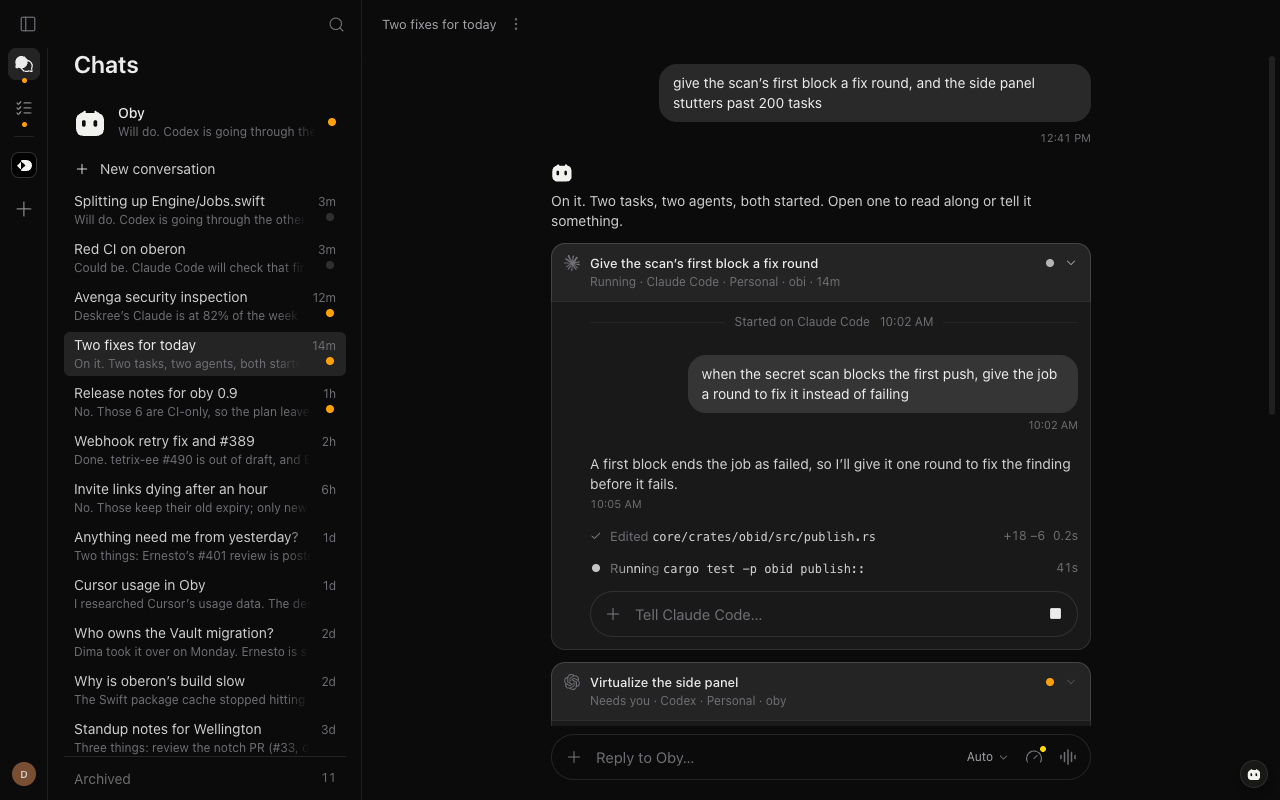 Two fixes for today
Chats
Oby
Will do. Codex is going through the
New conversation
Splitting up Engine/Jobs.swift 3m
Will do. Codex is going through the othe
Red CI on oberon 3m
Could be. Claude Code will check that fi
Avenga security inspection 12m
Deskree's Claude is at 82% of the week
Two fixes for today 14m
On it. Two tasks, two agents, both start
Release notes for oby 0.9 1h
No. Those 6 are CI-only, so the plan leave
Webhook retry fix and #389 2h
Done. tetrix-ee #490 is out of draft, and
Invite links dying after an hour 6h
No. Those keep their old expiry; only new
Anything need me from yesterday? 1d
Two things: Ernesto's #401 review is post
Cursor usage in Oby 1d
I researched Cursor's usage data. The de
Who owns the Vault migration? 2d
Dima took it over on Monday. Ernesto is s
Why is oberon's build slow 2d
The Swift package cache stopped hitting
Standup notes for Wellington 3d
Three things: review the notch PR (#33,
Archived 11
D
give the scan's first block a fix round, and the side panel
stutters past 200 tasks
12:41 PM
On it. Two tasks, two agents, both started. Open one to read along or tell it
something.
Give the scan's first block a fix round
Running · Claude Code · Personal · obi · 14m
Started on Claude Code 10:02 AM
when the secret scan blocks the first push, give the job
a round to fix it instead of failing
10:02 AM
A first block ends the job as failed, so I'll give it one round to fix the finding
before it fails.
10:05 AM
Edited core/crates/obid/src/publish.rs +18 −6 0.2s
Running cargo test -p obid publish:: 41s
Tell Claude Code…
Virtualize the side panel
Needs you · Codex · Personal · oby
Reply to Oby…
Auto